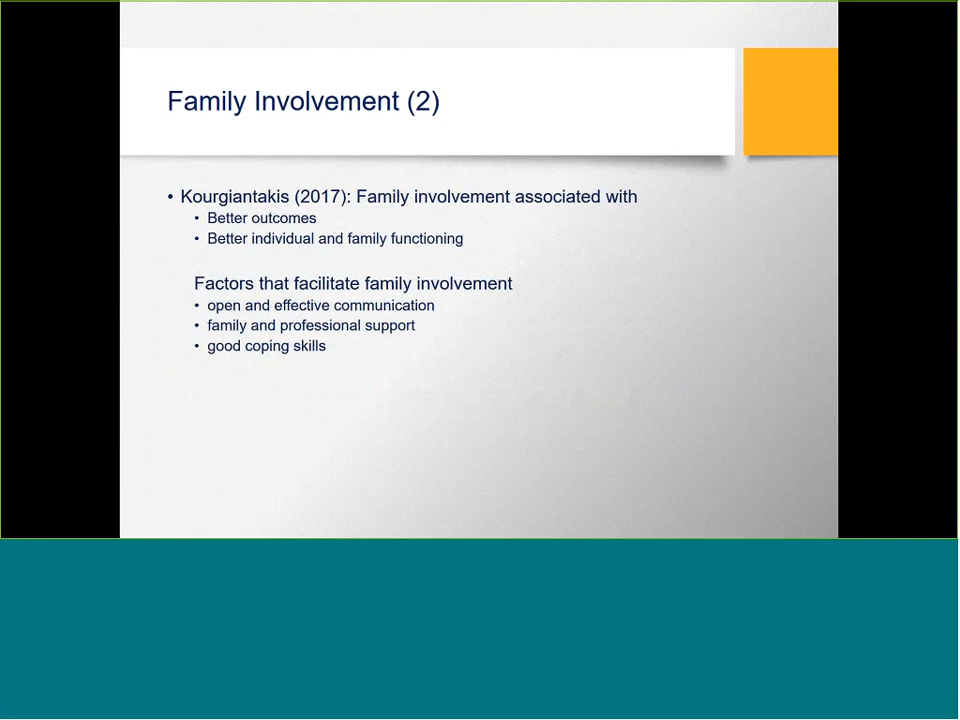 Family Involvement (2)
• Kourgiantakis (2017): Family involvement associated with
• Better outcomes
• Better individual and family functioning
Factors that facilitate family involvement
• open and effective communication
• family and professional support
• good coping skills